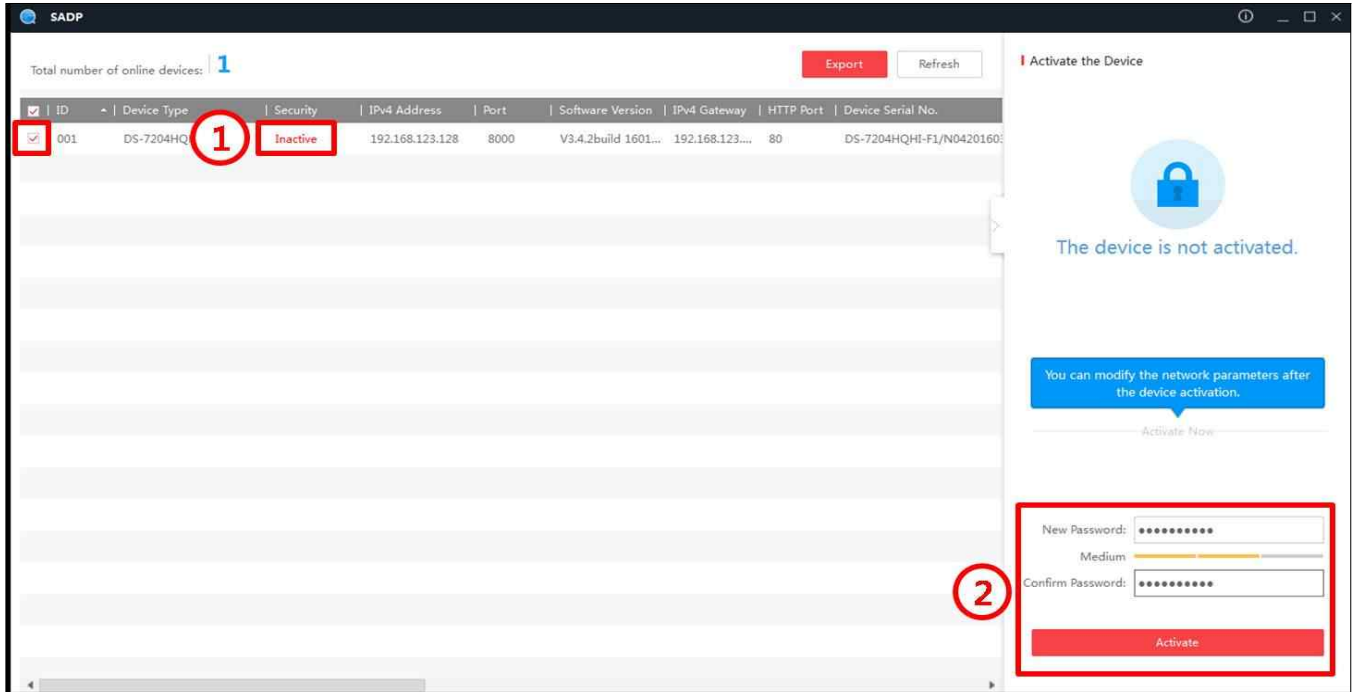 SADP
Total number of online devices: 1
Export
Refresh
Activate the Device
ID | Device Type | Security | IPv4 Address | Port | Software Version | IPv4 Gateway | HTTP Port | Device Serial No.
001 DS-7204HQ 1 Inactive 192.168.123.128 8000 V3.4.2build 1601... 192.168.123.... 80 DS-7204HQHI-F1/N0420160
The device is not activated.
You can modify the network parameters after
the device activation.
Activate Now
New Password: ●●●●●●●●●●
Medium
2
Confirm Password: ●●●●●●●●●●
Activate